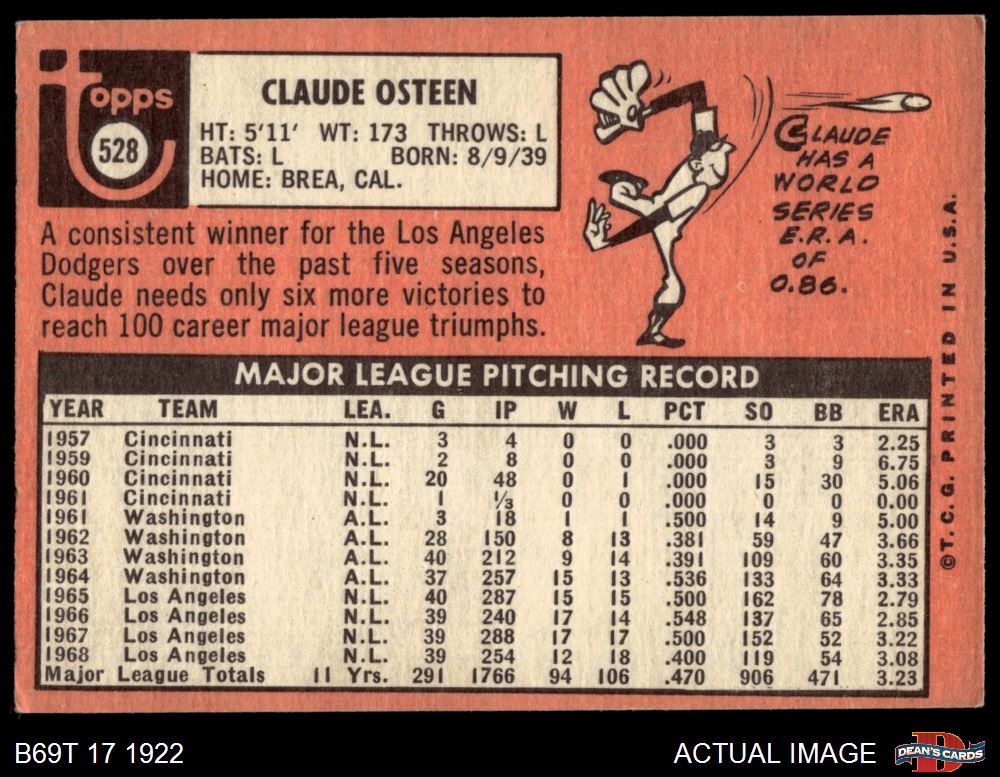 Topps
528
CLAUDE OSTEEN
HT: 5'11' WT: 173 THROWS: L
BATS: L BORN: 8/9/39
HOME: BREA, CAL.
A consistent winner for the Los Angeles
Dodgers over the past five seasons,
Claude needs only six more victories to
reach 100 career major league triumphs.
CLAUDE
HAS A
WORLD
SERIES
E.R.A.
OF
0.86.
MAJOR LEAGUE PITCHING RECORD
YEAR TEAM LEA. G IP W L PCT SO BB ERA
1957 Cincinnati N.L. 3 4 0 0 .000 3 3 2.25
1959 Cincinnati N.L. 2 8 0 0 .000 3 9 6.75
1960 Cincinnati N.L. 20 48 0 1 .000 15 30 5.06
1961 Cincinnati N.L. 1 ⅓ 0 0 .000 0 0 0.00
1961 Washington A.L. 3 18 1 1 .500 14 9 5.00
1962 Washington A.L. 28 150 8 13 .381 59 47 3.66
1963 Washington A.L. 40 212 9 14 .391 109 60 3.35
1964 Washington A.L. 37 257 15 13 .536 133 64 3.33
1965 Los Angeles N.L. 40 287 15 15 .500 162 78 2.79
1966 Los Angeles N.L. 39 240 17 14 .548 137 65 2.85
1967 Los Angeles N.L. 39 288 17 17 .500 152 52 3.22
1968 Los Angeles N.L. 39 254 12 18 .400 119 54 3.08
Major League Totals 11 Yrs. 291 1766 94 106 .470 906 471 3.23
©T.C.G. PRINTED IN U.S.A.
B69T 17 1922
ACTUAL IMAGE
D
DEAN'S CARDS